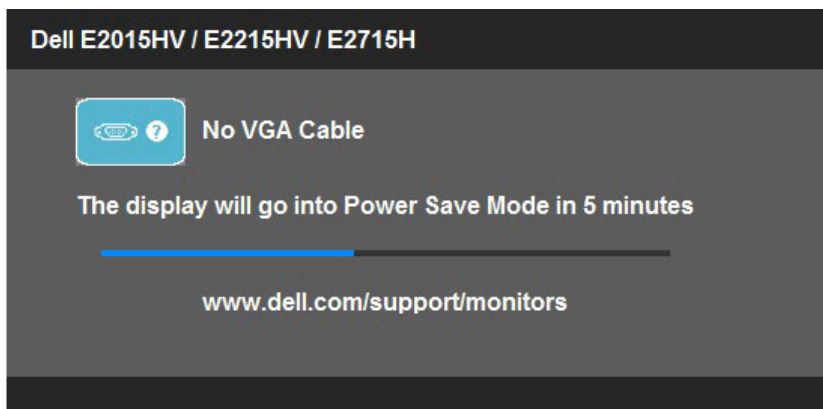 Dell E2015HV / E2215HV / E2715H
? No VGA Cable
The display will go into Power Save Mode in 5 minutes
www.dell.com/support/monitors